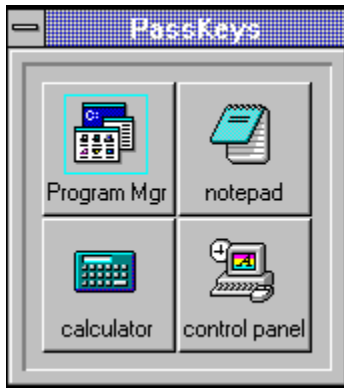 PassKeys
C:
Program Mgr
notepad
calculator
control panel